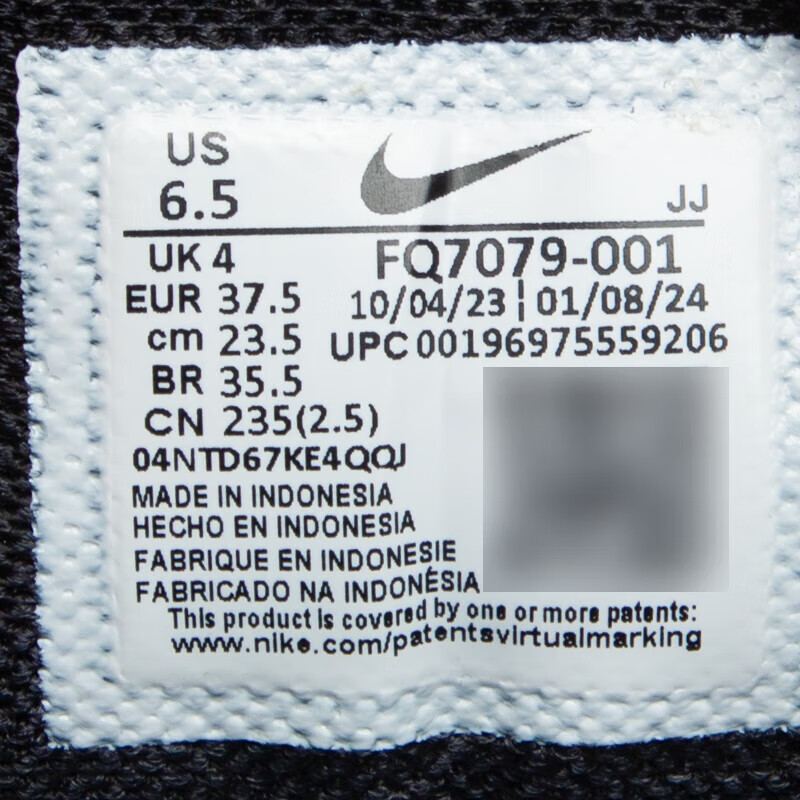 US
6.5
JJ
UK 4
FQ7079-001
EUR 37.5
10/04/23 ¦ 01/08/24
cm 23.5
UPC 00196975559206
BR 35.5
CN 235(2.5)
04NTD67KE4QQJ
MADE IN INDONESIA
HECHO EN INDONESIA
FABRIQUE EN INDONESIE
FABRICADO NA INDONÉSIA
This product is covered by one or more patents:
www.nike.com/patentsvirtualmarking